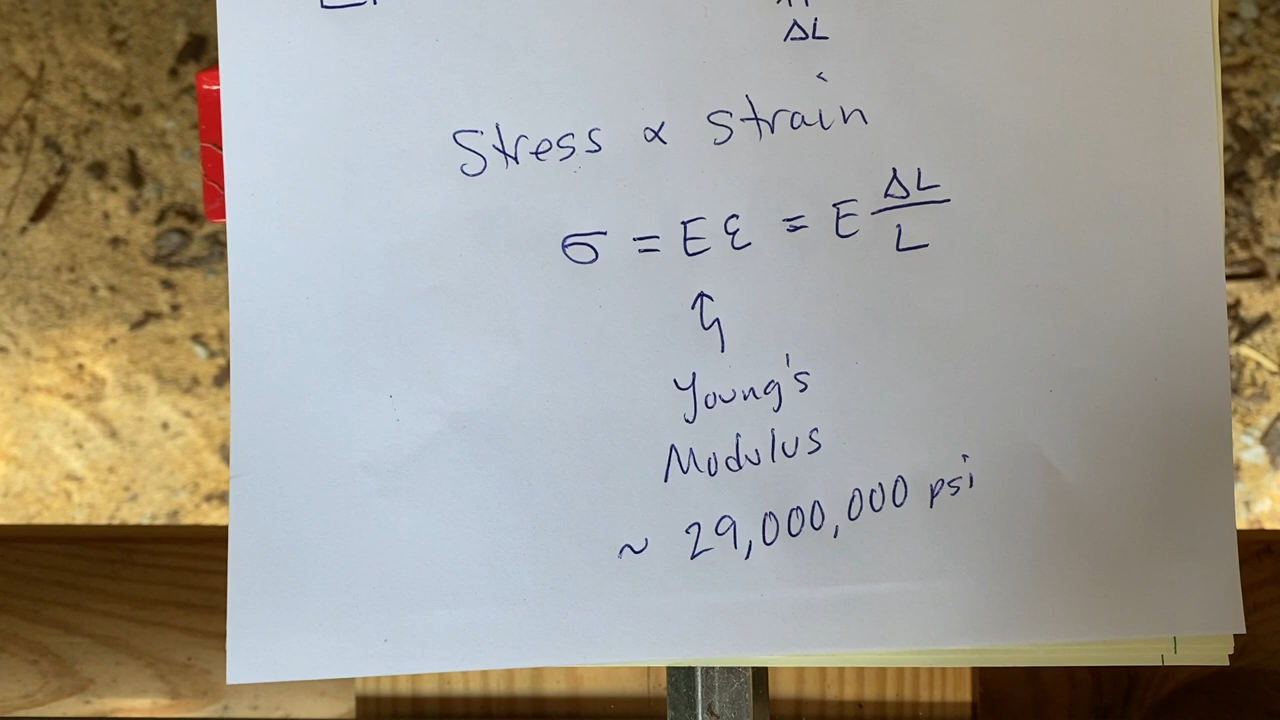 ΔL
Stress ∝ Strain
σ = Eε = E ΔL/L
↑
Young's
Modulus
~ 29,000,000 psi